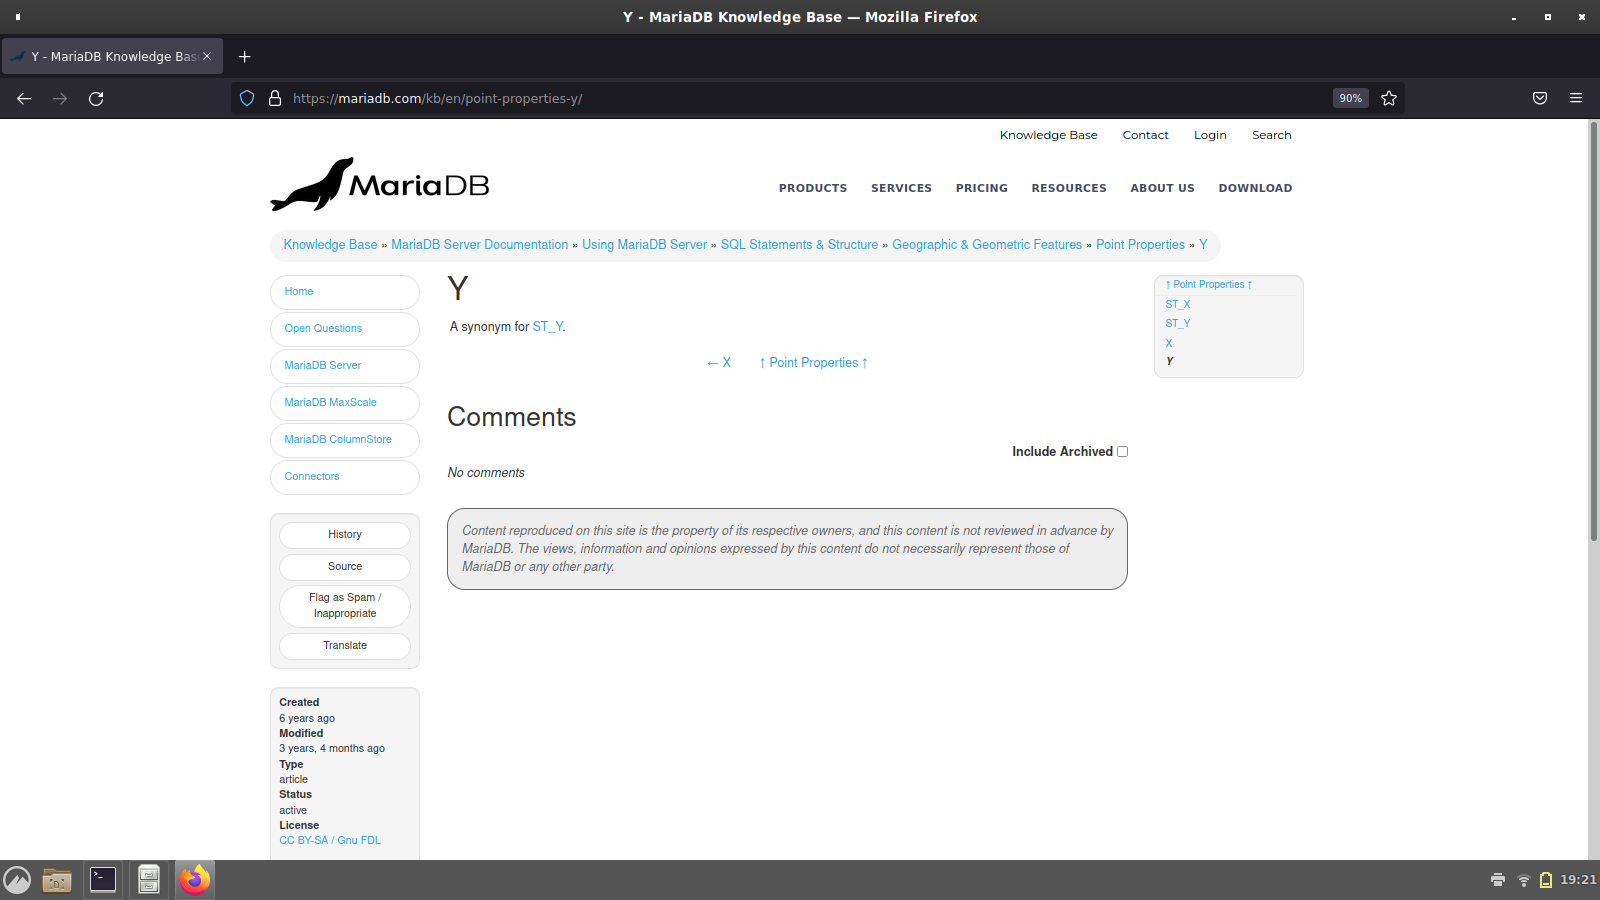 Y - MariaDB Knowledge Base — Mozilla Firefox
Y - MariaDB Knowledge Bas
https://mariadb.com/kb/en/point-properties-y/
90%
Knowledge Base Contact Login Search
MariaDB
PRODUCTS SERVICES PRICING RESOURCES ABOUT US DOWNLOAD
Knowledge Base » MariaDB Server Documentation » Using MariaDB Server » SQL Statements & Structure » Geographic & Geometric Features » Point Properties » Y
Home
Open Questions
MariaDB Server
MariaDB MaxScale
MariaDB ColumnStore
Connectors
History
Source
Flag as Spam /
Inappropriate
Translate
Created
6 years ago
Modified
3 years, 4 months ago
Type
article
Status
active
License
CC BY-SA / Gnu FDL
Y
A synonym for ST_Y.
← X ↑ Point Properties ↑
Comments
Include Archived
No comments
Content reproduced on this site is the property of its respective owners, and this content is not reviewed in advance by
MariaDB. The views, information and opinions expressed by this content do not necessarily represent those of
MariaDB or any other party.
↑ Point Properties ↑
ST_X
ST_Y
X
Y
19:21